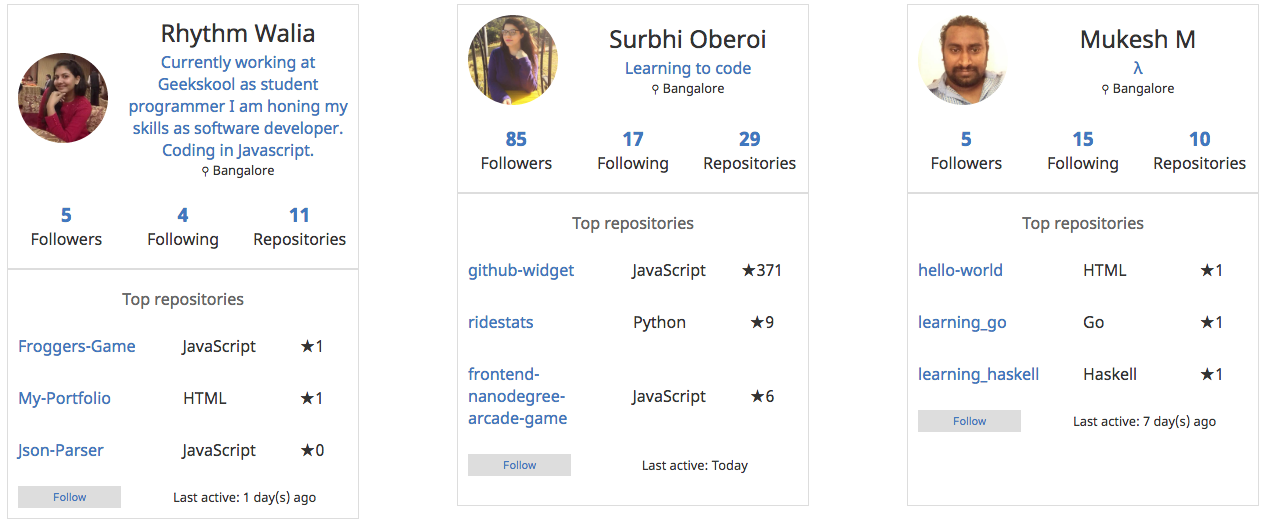 Rhythm Walia
Currently working at
Geekskool as student
programmer I am honing my
skills as software developer.
Coding in Javascript.
⚲ Bangalore
5 4 11
Followers Following Repositories
Top repositories
Froggers-Game JavaScript ★1
My-Portfolio HTML ★1
Json-Parser JavaScript ★0
Follow Last active: 1 day(s) ago
Surbhi Oberoi
Learning to code
⚲ Bangalore
85 17 29
Followers Following Repositories
Top repositories
github-widget JavaScript ★371
ridestats Python ★9
frontend-
nanodegree- JavaScript ★6
arcade-game
Follow Last active: Today
Mukesh M
λ
⚲ Bangalore
5 15 10
Followers Following Repositories
Top repositories
hello-world HTML ★1
learning_go Go ★1
learning_haskell Haskell ★1
Follow Last active: 7 day(s) ago